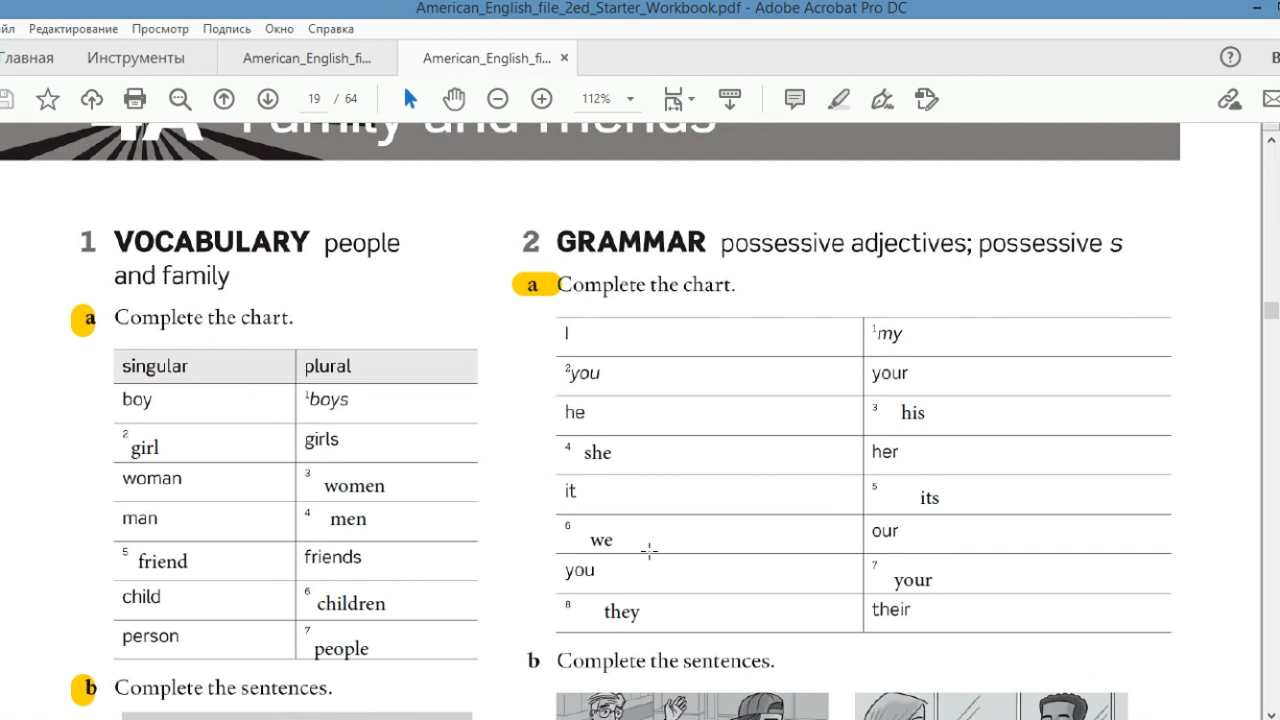 American_English_file_2ed_Starter_Workbook.pdf - Adobe Acrobat Pro DC
йл Редактирование Просмотр Подпись Окно Справка
Главная Инструменты American_English_fi... American_English_fi... ×
19 / 64 112%
Family and friends
1 VOCABULARY people
and family
a Complete the chart.
singular plural
boy ¹boys
2 girl girls
woman 3 women
man 4 men
5 friend friends
child 6 children
person 7 people
b Complete the sentences.
2 GRAMMAR possessive adjectives; possessive s
a Complete the chart.
I ¹my
²you your
he 3 his
4 she her
it 5 its
6 we our
you 7 your
8 they their
b Complete the sentences.